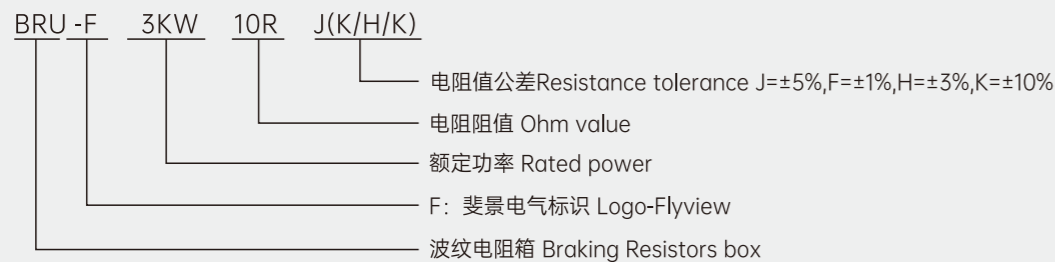 BRU -F 3KW 10R J(K/H/K)
电阻值公差Resistance tolerance J=±5%,F=±1%,H=±3%,K=±10%
电阻阻值 Ohm value
额定功率 Rated power
F：斐景电气标识 Logo-Flyview
波纹电阻箱 Braking Resistors box